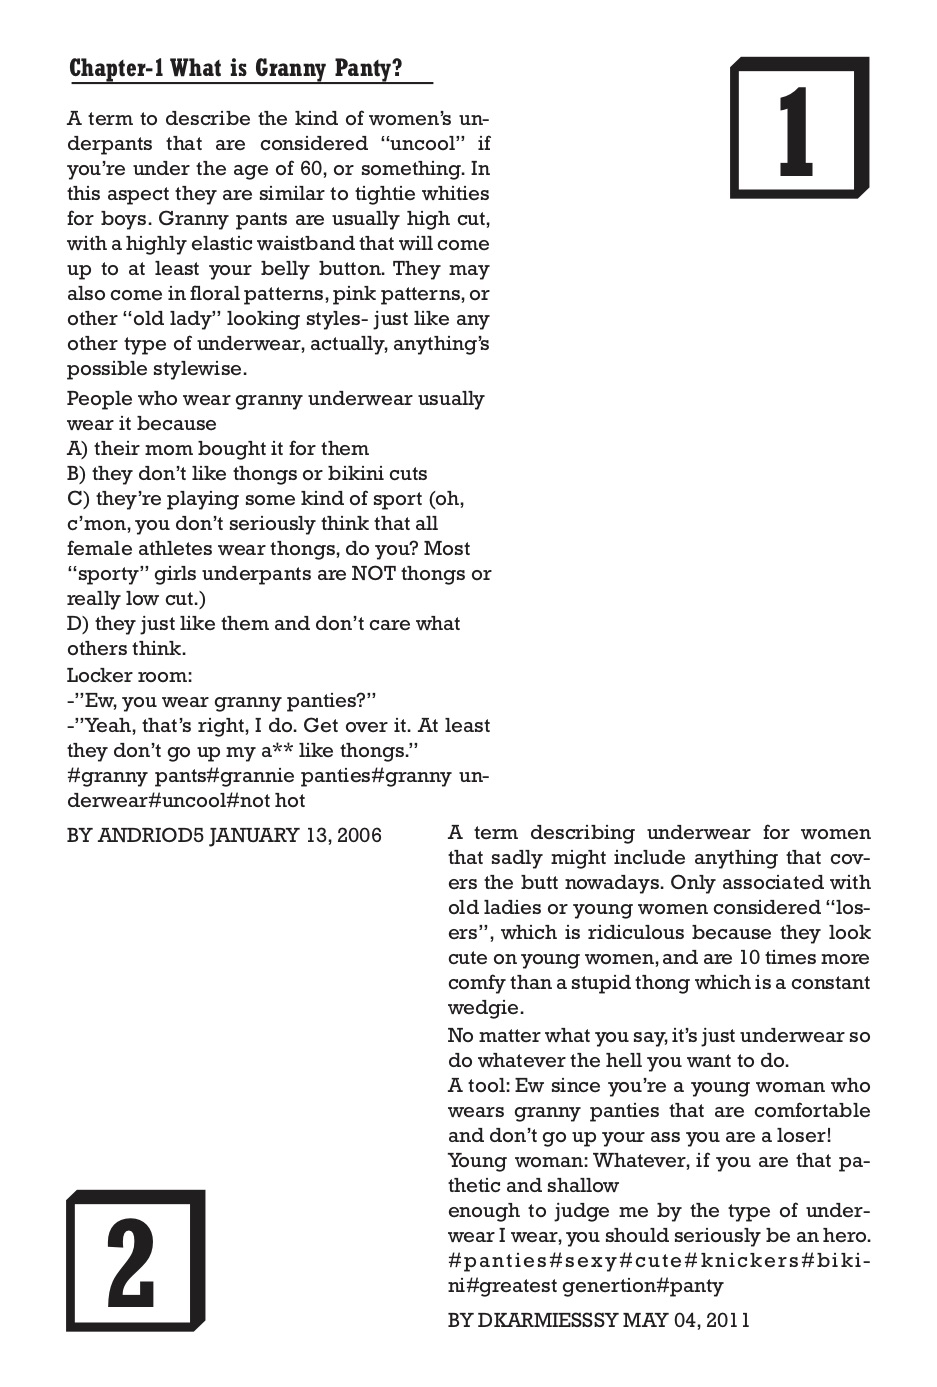 Chapter-1 What is Granny Panty?
1
A term to describe the kind of women’s un-
derpants that are considered “uncool” if
you’re under the age of 60, or something. In
this aspect they are similar to tightie whities
for boys. Granny pants are usually high cut,
with a highly elastic waistband that will come
up to at least your belly button. They may
also come in floral patterns, pink patterns, or
other “old lady” looking styles- just like any
other type of underwear, actually, anything’s
possible stylewise.
People who wear granny underwear usually
wear it because
A) their mom bought it for them
B) they don’t like thongs or bikini cuts
C) they’re playing some kind of sport (oh,
c’mon, you don’t seriously think that all
female athletes wear thongs, do you? Most
“sporty” girls underpants are NOT thongs or
really low cut.)
D) they just like them and don’t care what
others think.
Locker room:
-”Ew, you wear granny panties?”
-”Yeah, that’s right, I do. Get over it. At least
they don’t go up my a** like thongs.”
#granny pants#grannie panties#granny un-
derwear#uncool#not hot
BY ANDRIOD5 JANUARY 13, 2006
A term describing underwear for women
that sadly might include anything that cov-
ers the butt nowadays. Only associated with
old ladies or young women considered “los-
ers”, which is ridiculous because they look
cute on young women, and are 10 times more
comfy than a stupid thong which is a constant
wedgie.
No matter what you say, it’s just underwear so
do whatever the hell you want to do.
A tool: Ew since you’re a young woman who
wears granny panties that are comfortable
and don’t go up your ass you are a loser!
Young woman: Whatever, if you are that pa-
thetic and shallow
enough to judge me by the type of under-
wear I wear, you should seriously be an hero.
#panties#sexy#cute#knickers#biki-
ni#greatest genertion#panty
BY DKARMIESSSY MAY 04, 2011
2